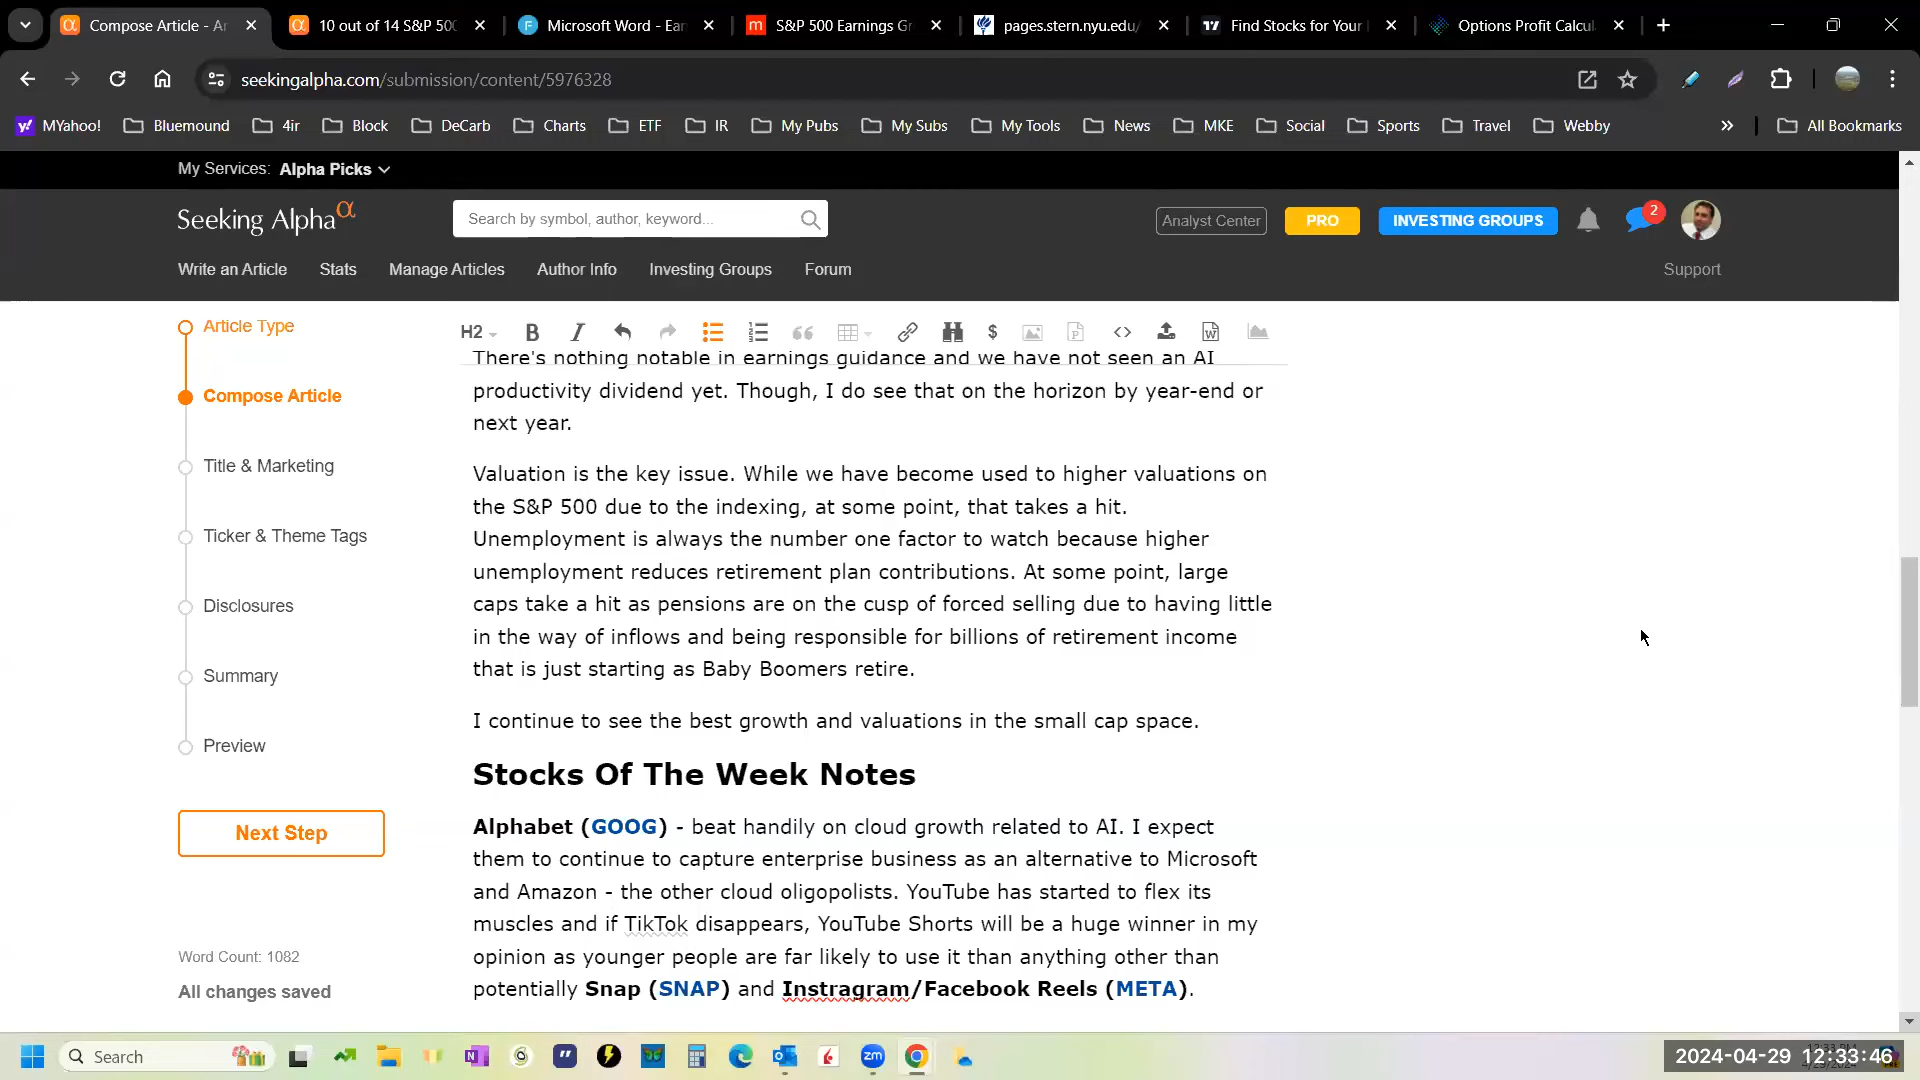 Compose Article - Ar
10 out of 14 S&P 500
Microsoft Word - Ear
S&P 500 Earnings Gr
pages.stern.nyu.edu/
Find Stocks for Your
Options Profit Calcul
seekingalpha.com/submission/content/5976328
MYahoo!
Bluemound
4ir
Block
DeCarb
Charts
ETF
IR
My Pubs
My Subs
My Tools
News
MKE
Social
Sports
Travel
Webby
All Bookmarks
My Services: Alpha Picks
Seeking Alpha α
Search by symbol, author, keyword...
Analyst Center
PRO
INVESTING GROUPS
2
Write an Article
Stats
Manage Articles
Author Info
Investing Groups
Forum
Support
Article Type
Compose Article
Title & Marketing
Ticker & Theme Tags
Disclosures
Summary
Preview
Next Step
Word Count: 1082
All changes saved
H2
There's nothing notable in earnings guidance and we have not seen an AI
productivity dividend yet. Though, I do see that on the horizon by year-end or
next year.
Valuation is the key issue. While we have become used to higher valuations on
the S&P 500 due to the indexing, at some point, that takes a hit.
Unemployment is always the number one factor to watch because higher
unemployment reduces retirement plan contributions. At some point, large
caps take a hit as pensions are on the cusp of forced selling due to having little
in the way of inflows and being responsible for billions of retirement income
that is just starting as Baby Boomers retire.
I continue to see the best growth and valuations in the small cap space.
Stocks Of The Week Notes
Alphabet (GOOG) - beat handily on cloud growth related to AI. I expect
them to continue to capture enterprise business as an alternative to Microsoft
and Amazon - the other cloud oligopolists. YouTube has started to flex its
muscles and if TikTok disappears, YouTube Shorts will be a huge winner in my
opinion as younger people are far likely to use it than anything other than
potentially Snap (SNAP) and Instragram/Facebook Reels (META).
Search
2024-04-29 12:33:46